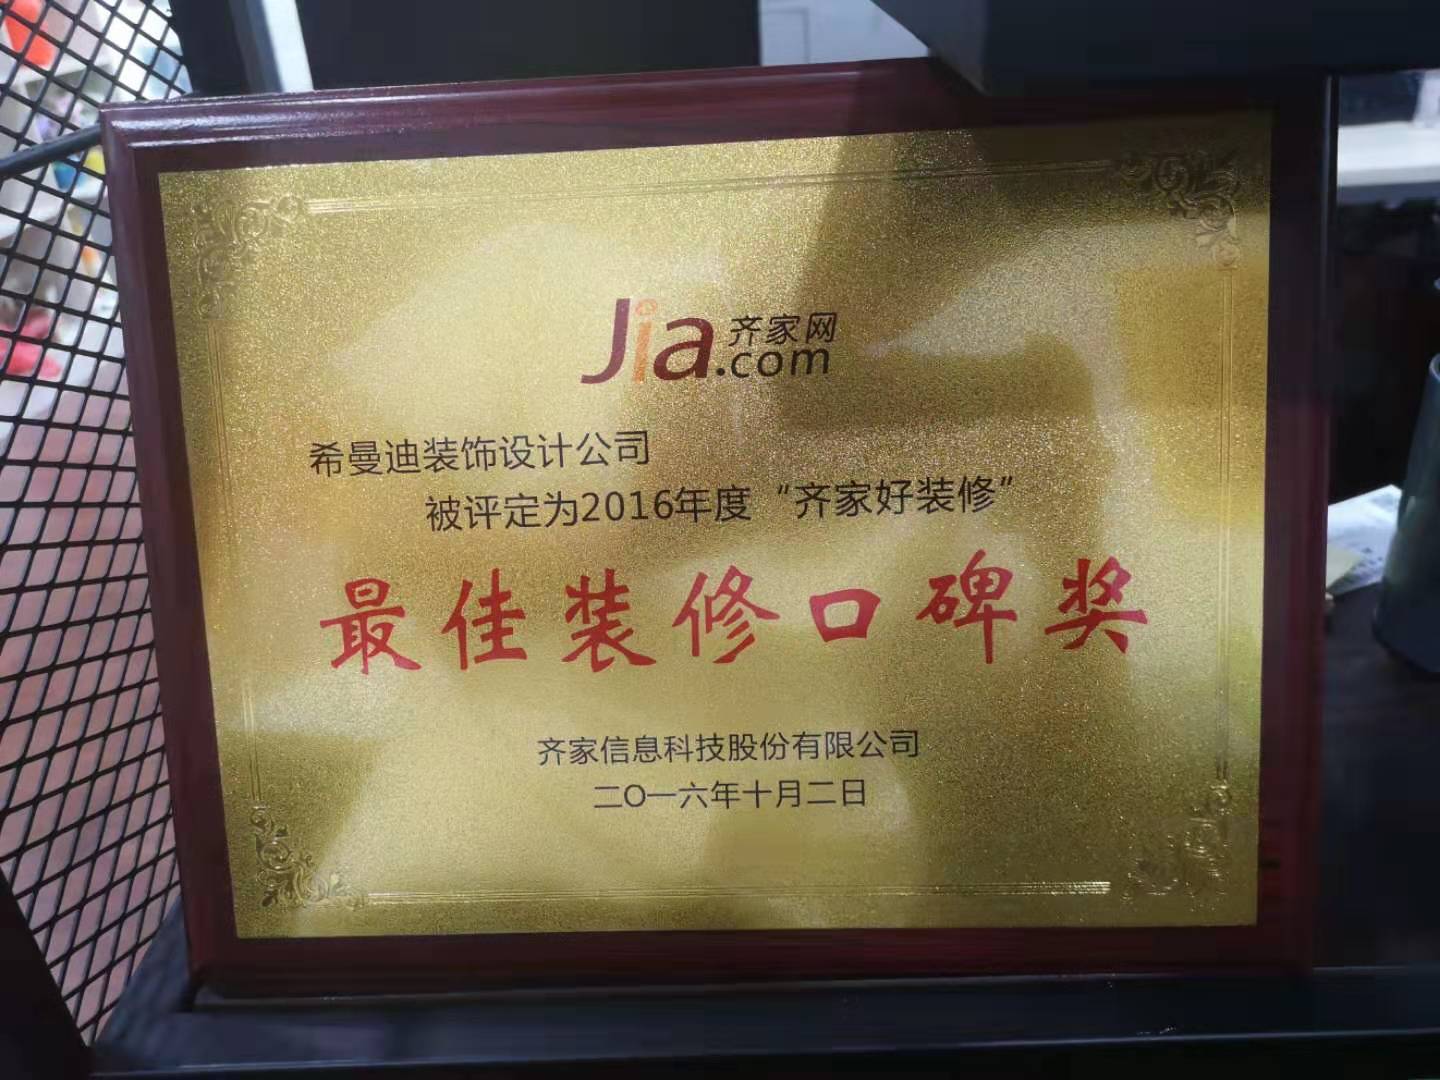 Jia.com 齐家网
希曼迪装饰设计公司
被评定为2016年度“齐家好装修”
最佳装修口碑奖
齐家信息科技股份有限公司
二〇一六年十月二日